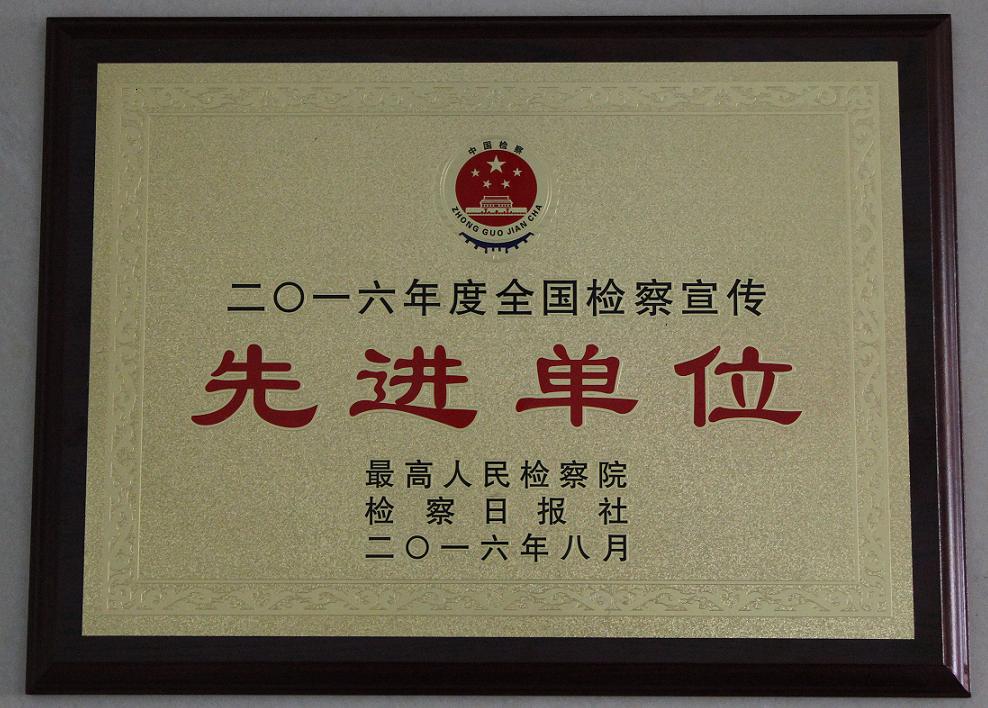 中国检察
ZHONG GUO JIAN CHA
二〇一六年度全国检察宣传
先进单位
最高人民检察院
检察日报社
二〇一六年八月